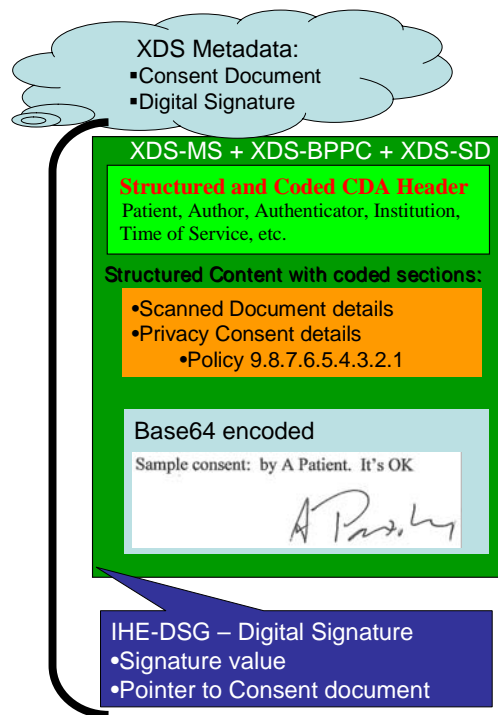 XDS Metadata:
▪Consent Document
▪Digital Signature
XDS-MS + XDS-BPPC + XDS-SD
Structured and Coded CDA Header
Patient, Author, Authenticator, Institution,
Time of Service, etc.
Structured Content with coded sections:
•Scanned Document details
•Privacy Consent details
•Policy 9.8.7.6.5.4.3.2.1
Base64 encoded
Sample consent: by A Patient. It's OK
IHE-DSG – Digital Signature
•Signature value
•Pointer to Consent document